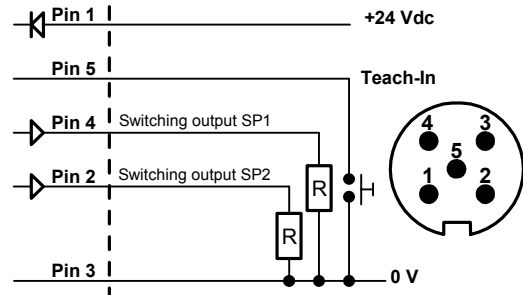 Pin 1 +24 Vdc
Pin 5 Teach-In
Pin 4 Switching output SP1
Pin 2 Switching output SP2
R
R
Pin 3 0 V
4 3
5
1 2